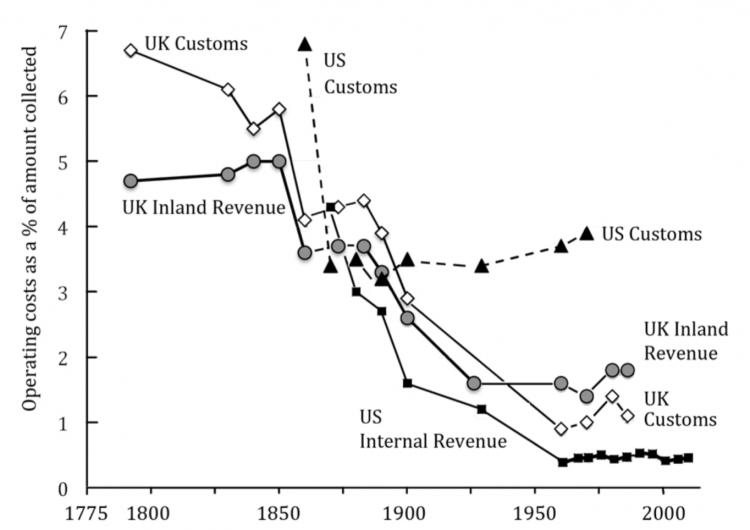 Operating costs as a % of amount collected
7
6
5
4
3
2
1
0
UK Customs
US
Customs
UK Inland Revenue
US Customs
UK Inland
Revenue
UK
Customs
US
Internal Revenue
1775 1800 1850 1900 1950 2000